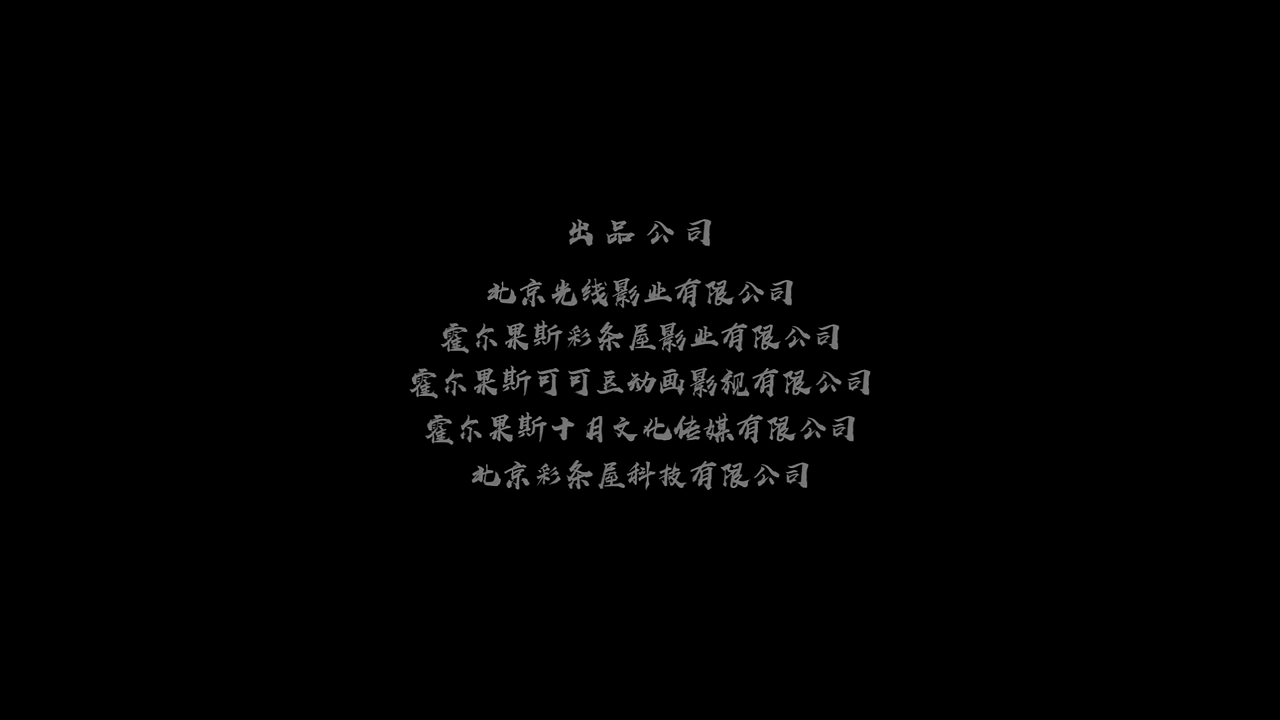 出品公司
北京光线影业有限公司
霍尔果斯彩条屋影业有限公司
霍尔果斯可可豆动画影视有限公司
霍尔果斯十月文化传媒有限公司
北京彩条屋科技有限公司